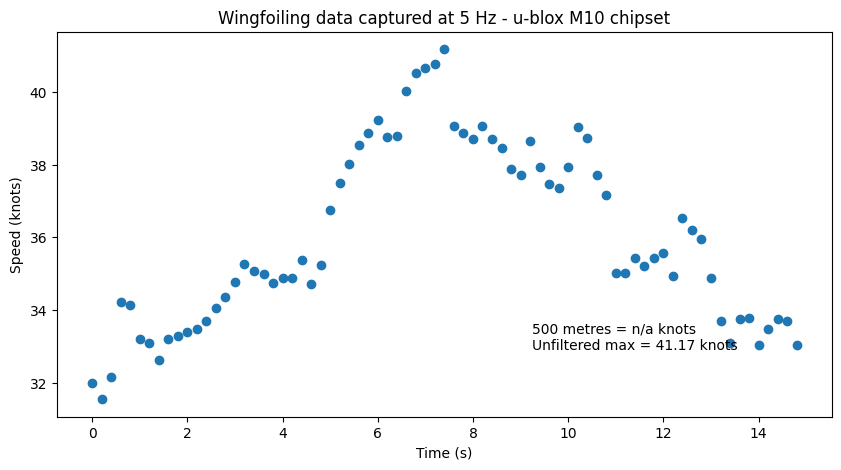 Wingfoiling data captured at 5 Hz - u-blox M10 chipset
Speed (knots)
40
38
36
34
32
500 metres = n/a knots
Unfiltered max = 41.17 knots
0 2 4 6 8 10 12 14
Time (s)